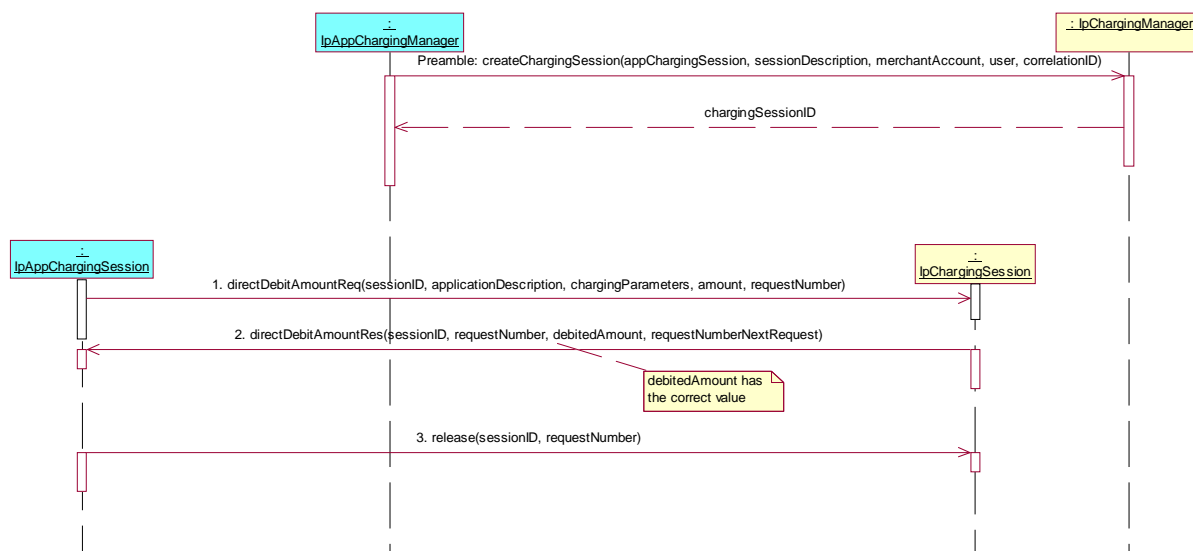 :
IpAppChargingManager
: IpChargingManager
Preamble: createChargingSession(appChargingSession, sessionDescription, merchantAccount, user, correlationID)
chargingSessionID
:
IpAppChargingSession
:
IpChargingSession
1. directDebitAmountReq(sessionID, applicationDescription, chargingParameters, amount, requestNumber)
2. directDebitAmountRes(sessionID, requestNumber, debitedAmount, requestNumberNextRequest)
debitedAmount has
the correct value
3. release(sessionID, requestNumber)